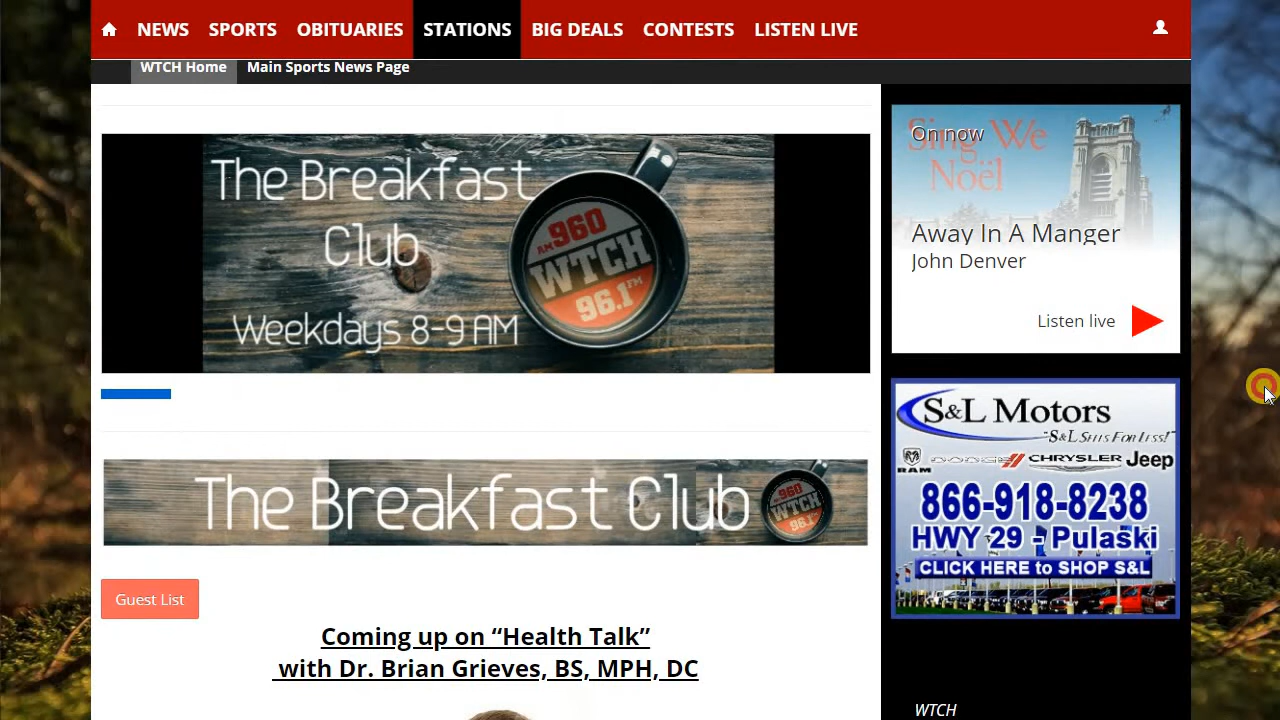 NEWS SPORTS OBITUARIES STATIONS BIG DEALS CONTESTS LISTEN LIVE
WTCH Home Main Sports News Page
The Breakfast
Club
Weekdays 8-9 AM
AM 960
WTCH
96.1 FM
The Breakfast Club
960
WTCH
96.1
Guest List
Coming up on “Health Talk”
with Dr. Brian Grieves, BS, MPH, DC
On now
Sing We
Noël
Away In A Manger
John Denver
Listen live
S&L Motors
"S&L Sells For Less!"
RAM DODGE CHRYSLER Jeep
866-918-8238
HWY 29 - Pulaski
CLICK HERE to SHOP S&L
WTCH